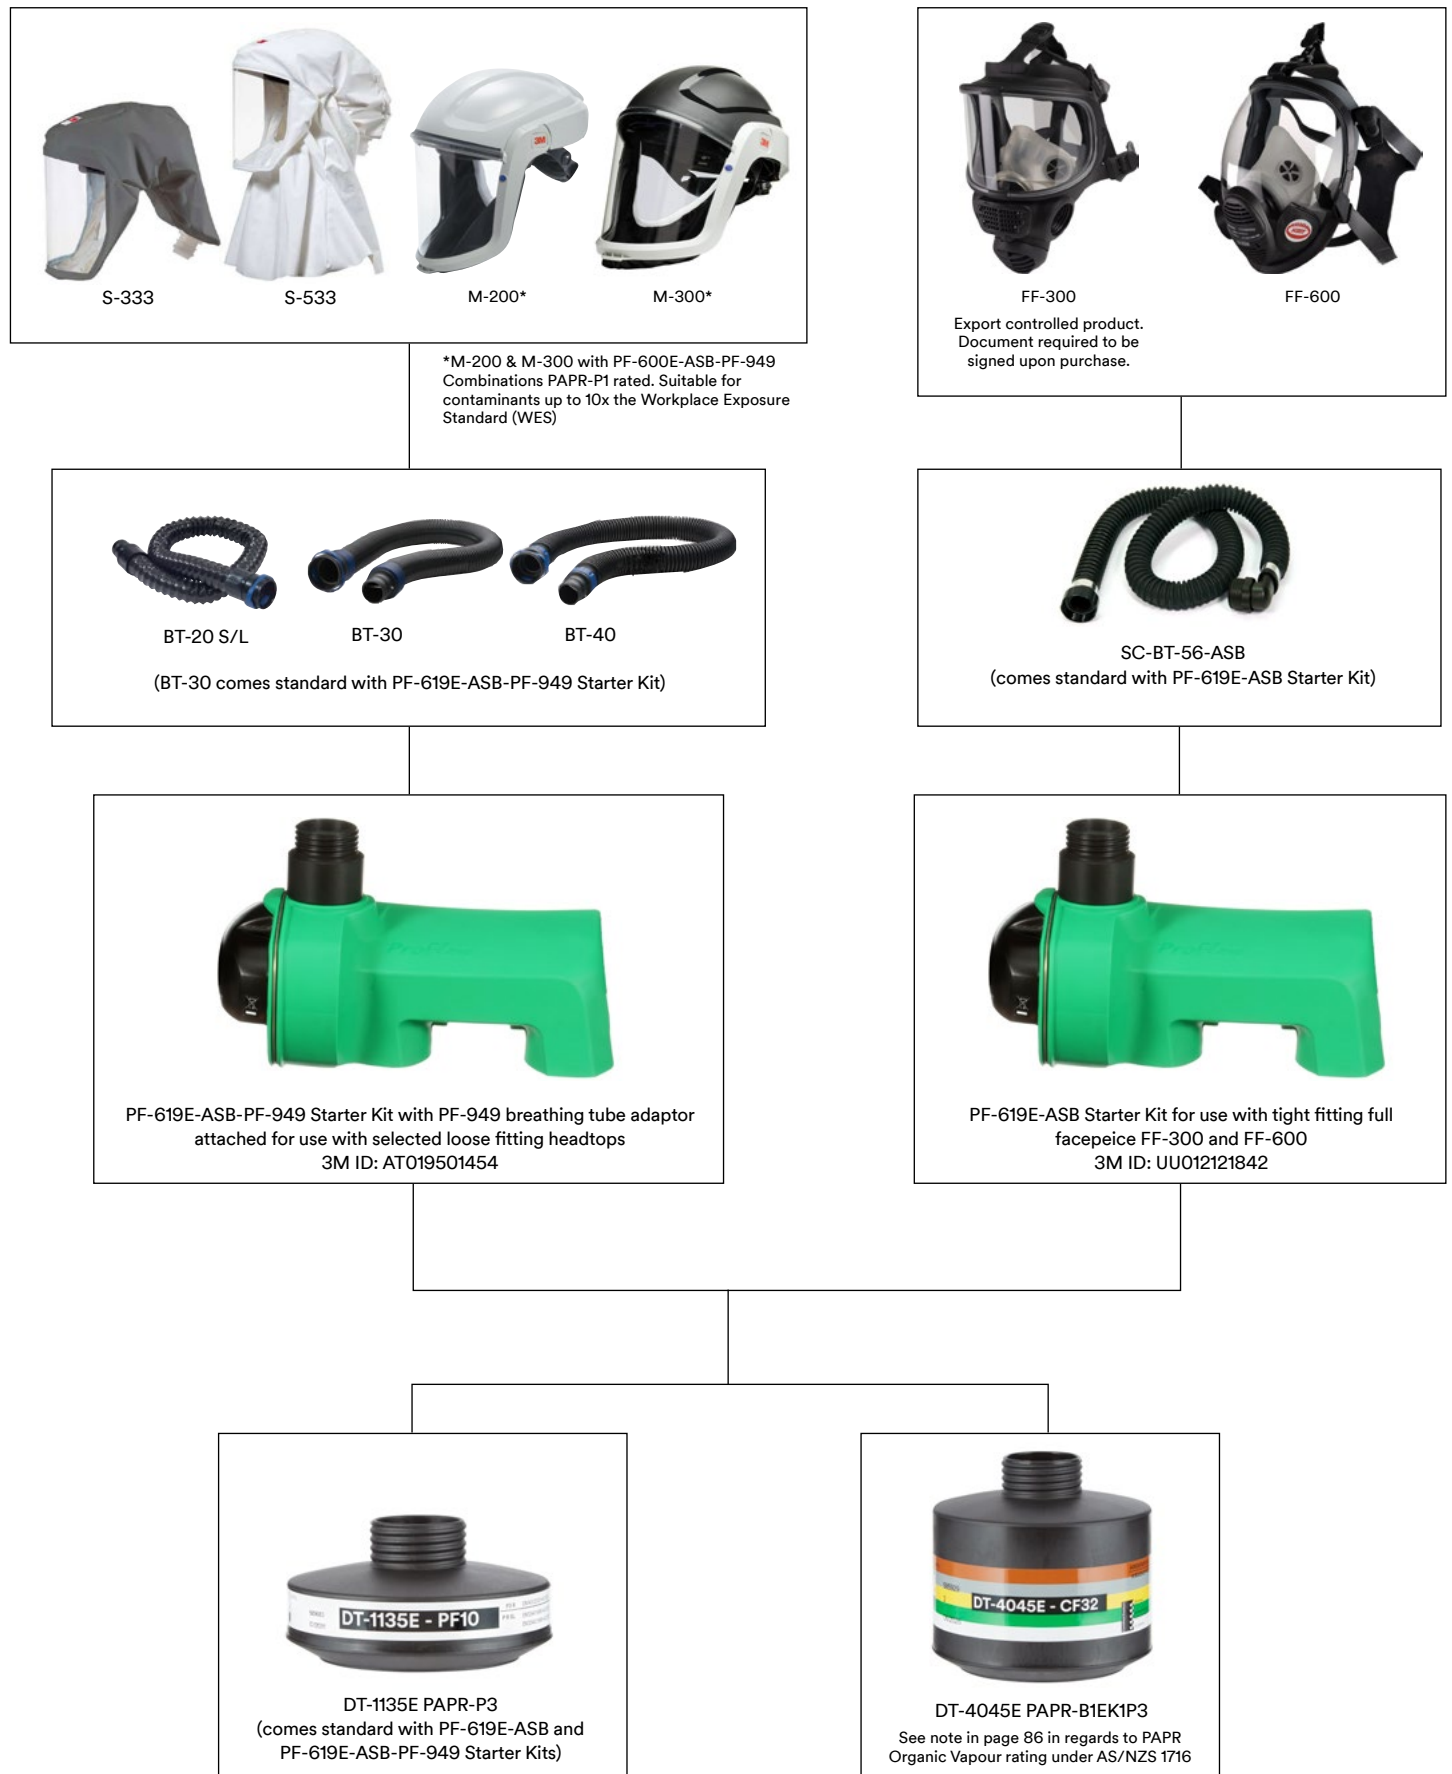 S-333
S-533
M-200*
M-300*
FF-300
Export controlled product.
Document required to be
signed upon purchase.
FF-600
*M-200 & M-300 with PF-600E-ASB-PF-949
Combinations PAPR-P1 rated. Suitable for
contaminants up to 10x the Workplace Exposure
Standard (WES)
BT-20 S/L
BT-30
BT-40
(BT-30 comes standard with PF-619E-ASB-PF-949 Starter Kit)
SC-BT-56-ASB
(comes standard with PF-619E-ASB Starter Kit)
PF-619E-ASB-PF-949 Starter Kit with PF-949 breathing tube adaptor
attached for use with selected loose fitting headtops
3M ID: AT019501454
PF-619E-ASB Starter Kit for use with tight fitting full
facepeice FF-300 and FF-600
3M ID: UU012121842
DT-1135E - PF10
DT-1135E PAPR-P3
(comes standard with PF-619E-ASB and
PF-619E-ASB-PF-949 Starter Kits)
DT-4045E - CF32
DT-4045E PAPR-B1EK1P3
See note in page 86 in regards to PAPR
Organic Vapour rating under AS/NZS 1716